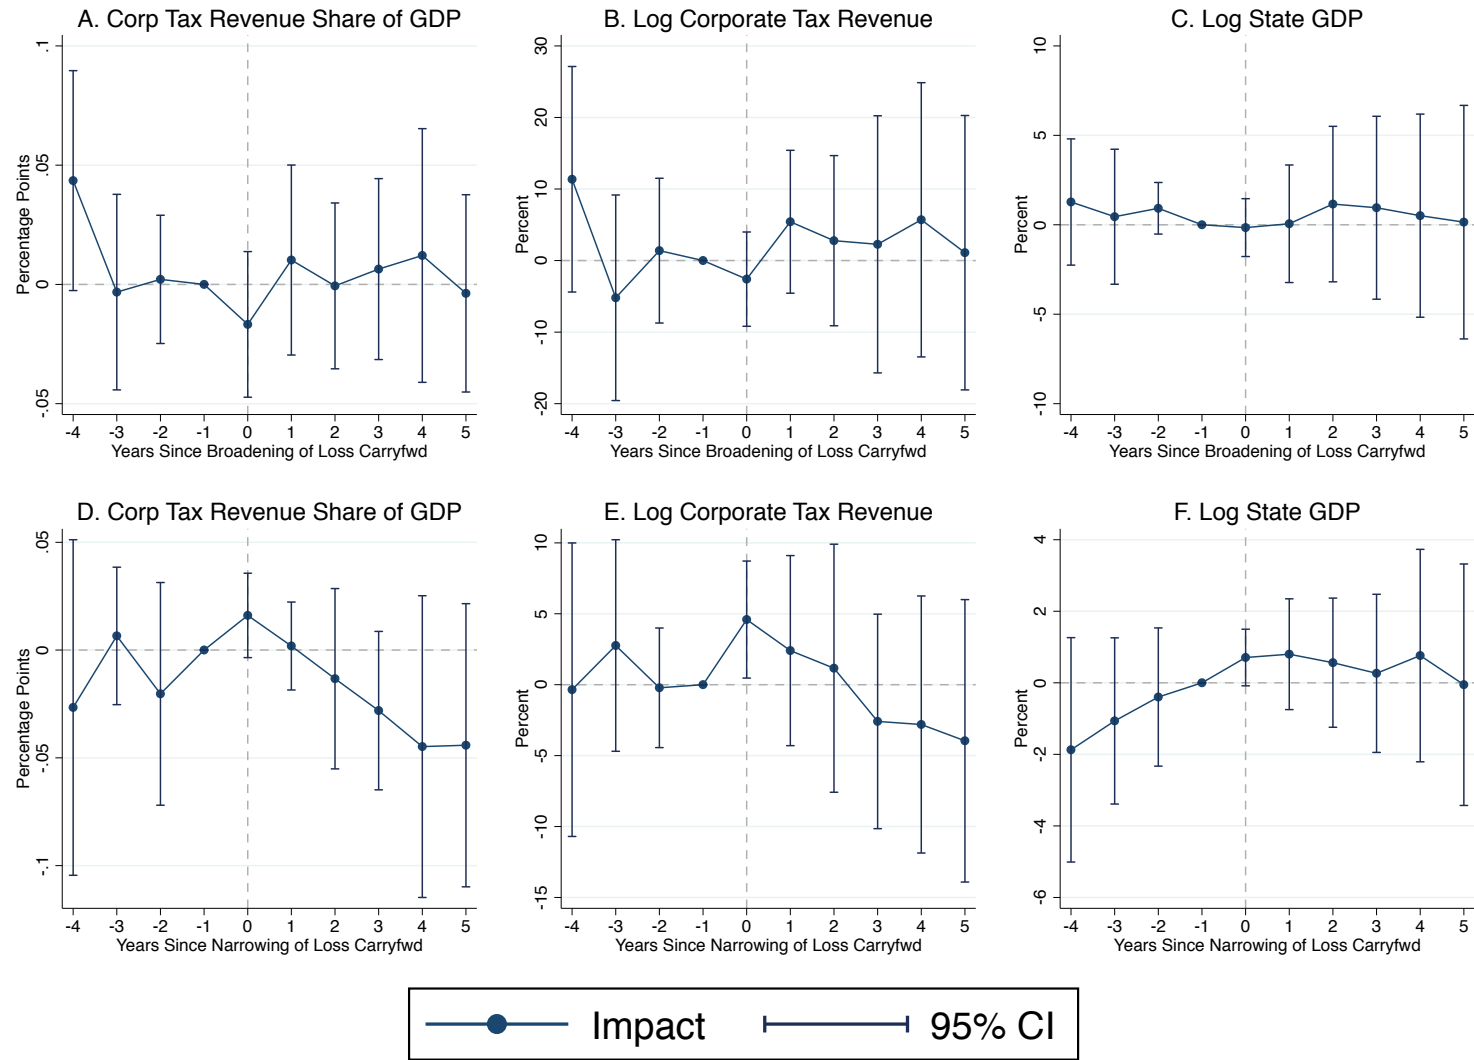 A. Corp Tax Revenue Share of GDP
Percentage Points
.1
.05
0
-.05
-4 -3 -2 -1 0 1 2 3 4 5
Years Since Broadening of Loss Carryfwd
B. Log Corporate Tax Revenue
Percent
30
20
10
0
-10
-20
-4 -3 -2 -1 0 1 2 3 4 5
Years Since Broadening of Loss Carryfwd
C. Log State GDP
Percent
10
5
0
-5
-10
-4 -3 -2 -1 0 1 2 3 4 5
Years Since Broadening of Loss Carryfwd
D. Corp Tax Revenue Share of GDP
Percentage Points
.05
0
-.05
-.1
-4 -3 -2 -1 0 1 2 3 4 5
Years Since Narrowing of Loss Carryfwd
E. Log Corporate Tax Revenue
Percent
10
5
0
-5
-10
-15
-4 -3 -2 -1 0 1 2 3 4 5
Years Since Narrowing of Loss Carryfwd
F. Log State GDP
Percent
4
2
0
-2
-4
-6
-4 -3 -2 -1 0 1 2 3 4 5
Years Since Narrowing of Loss Carryfwd
Impact 95% CI